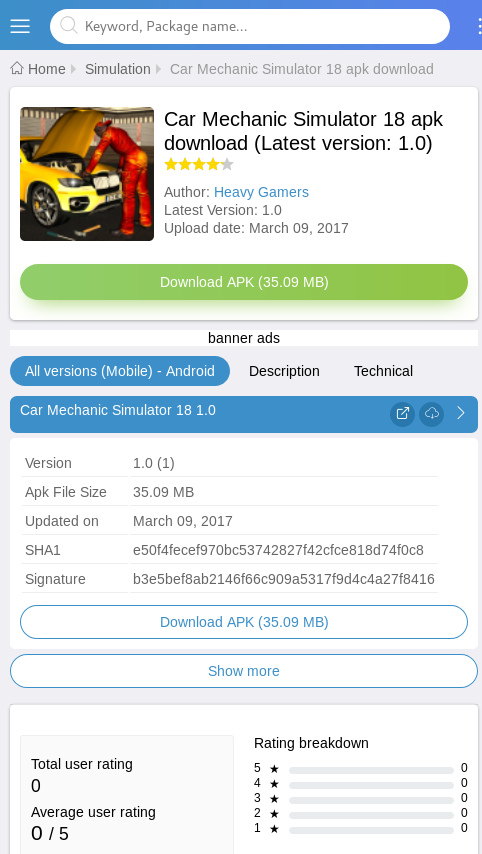 Keyword, Package name...
Home Simulation Car Mechanic Simulator 18 apk download
Car Mechanic Simulator 18 apk
download (Latest version: 1.0)
Author: Heavy Gamers
Latest Version: 1.0
Upload date: March 09, 2017
Download APK (35.09 MB)
banner ads
All versions (Mobile) - Android Description Technical
Car Mechanic Simulator 18 1.0
Version 1.0 (1)
Apk File Size 35.09 MB
Updated on March 09, 2017
SHA1 e50f4fecef970bc53742827f42cfce818d74f0c8
Signature b3e5bef8ab2146f66c909a5317f9d4c4a27f8416
Download APK (35.09 MB)
Show more
Total user rating
0
Average user rating
0 / 5
Rating breakdown
5 ★ 0
4 ★ 0
3 ★ 0
2 ★ 0
1 ★ 0